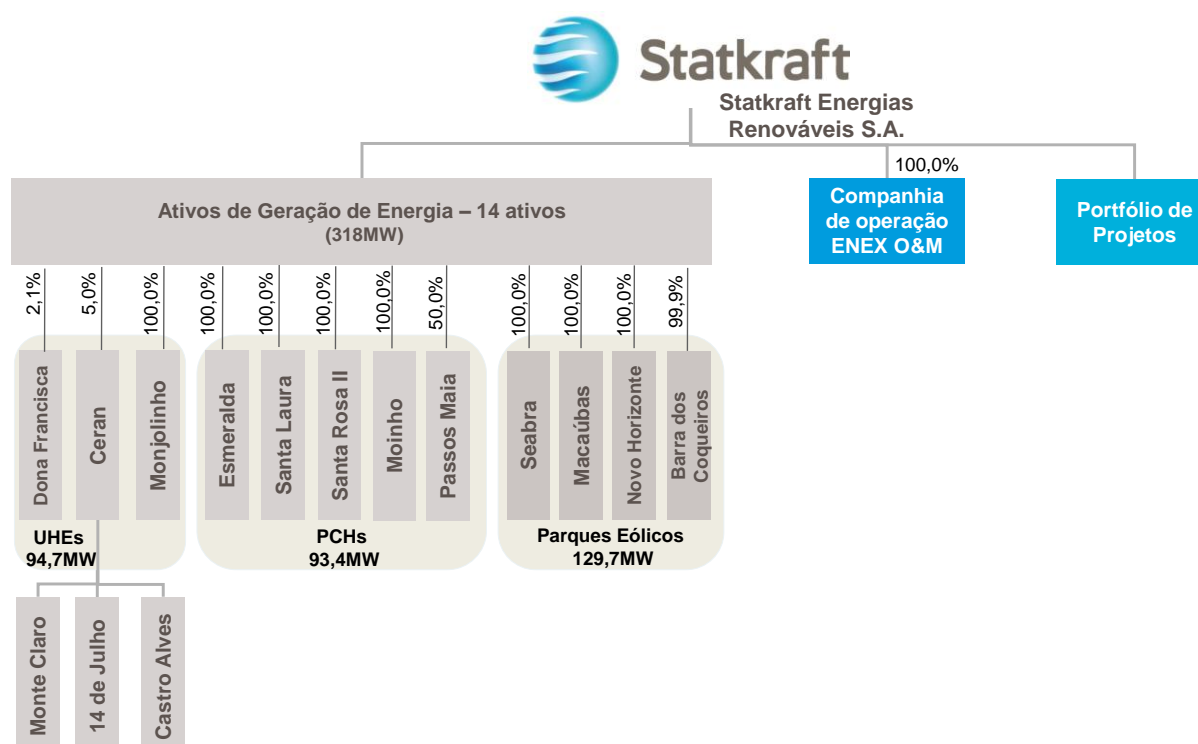 Statkraft
Statkraft Energias
Renováveis S.A.
100,0%
Ativos de Geração de Energia – 14 ativos
(318MW)
Companhia
de operação
ENEX O&M
Portfólio de
Projetos
2,1%
5,0%
100,0%
100,0%
100,0%
100,0%
100,0%
50,0%
100,0%
100,0%
100,0%
99,9%
Dona Francisca
Ceran
Monjolinho
Esmeralda
Santa Laura
Santa Rosa II
Moinho
Passos Maia
Seabra
Macaúbas
Novo Horizonte
Barra dos
Coqueiros
UHEs
94,7MW
PCHs
93,4MW
Parques Eólicos
129,7MW
Monte Claro
14 de Julho
Castro Alves